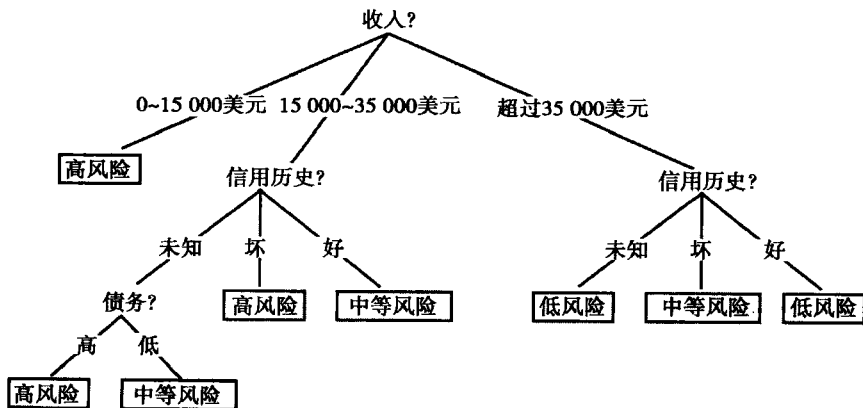 收入?
0~15 000美元 15 000~35 000美元 超过35 000美元
高风险
信用历史? 信用历史?
未知 坏 好 未知 坏 好
债务? 高风险 中等风险 低风险 中等风险 低风险
高 低
高风险 中等风险